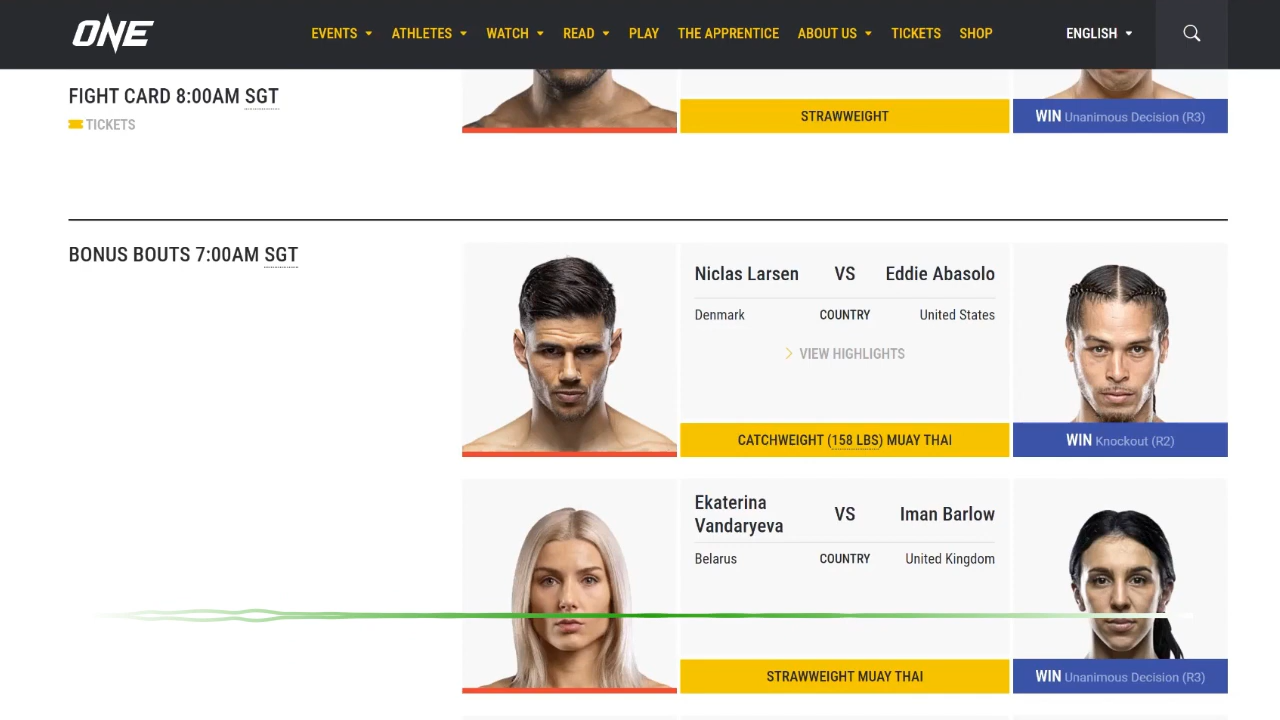 ONE
EVENTS ATHLETES WATCH READ PLAY THE APPRENTICE ABOUT US TICKETS SHOP ENGLISH
FIGHT CARD 8:00AM SGT
TICKETS
STRAWWEIGHT
WIN Unanimous Decision (R3)
BONUS BOUTS 7:00AM SGT
Niclas Larsen VS Eddie Abasolo
Denmark COUNTRY United States
VIEW HIGHLIGHTS
CATCHWEIGHT (158 LBS) MUAY THAI
WIN Knockout (R2)
Ekaterina
Vandaryeva VS Iman Barlow
Belarus COUNTRY United Kingdom
STRAWWEIGHT MUAY THAI
WIN Unanimous Decision (R3)